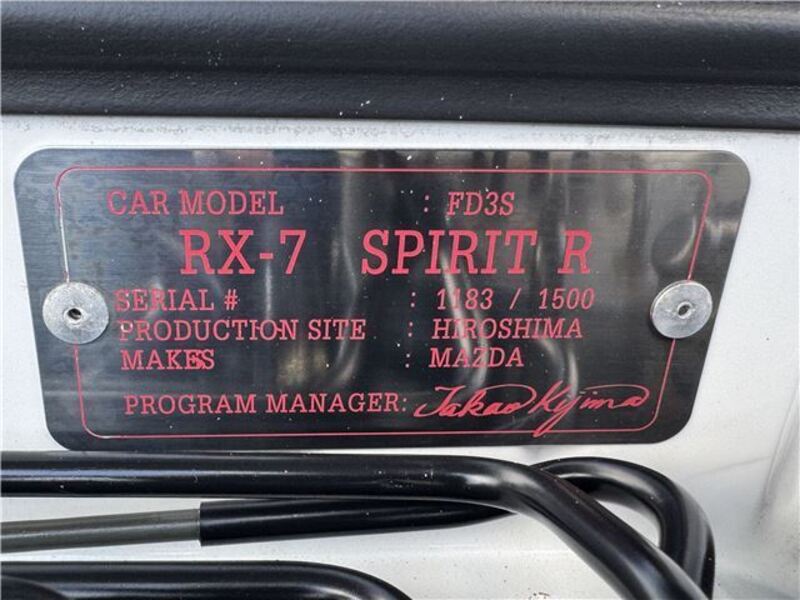 CAR MODEL : FD3S
RX-7 SPIRIT R
SERIAL # : 1183 / 1500
PRODUCTION SITE : HIROSHIMA
MAKES : MAZDA
PROGRAM MANAGER: Takao Kijima